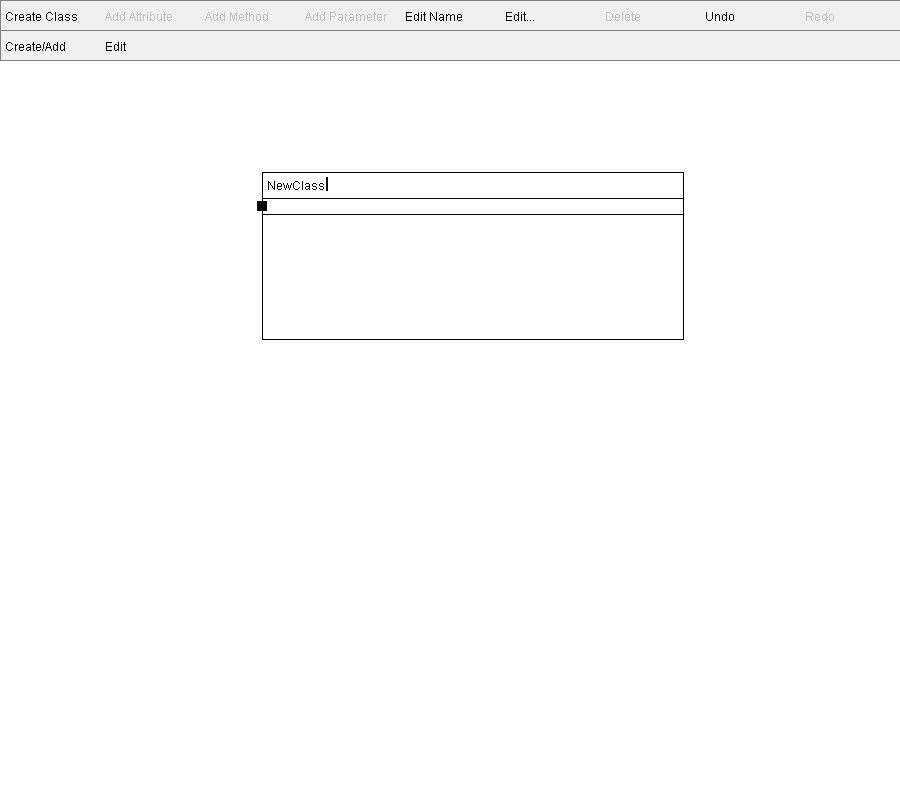 Create Class Add Attribute Add Method Add Parameter Edit Name Edit... Delete Undo Redo
Create/Add Edit
NewClass